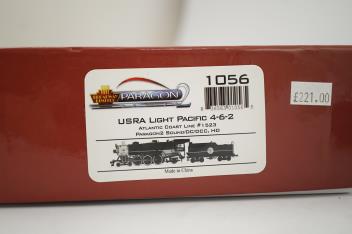 BROADWAY
LIMITED
PARAGON2
1056
£221.00
USRA LIGHT PACIFIC 4-6-2
ATLANTIC COAST LINE #1523
PARAGON2 SOUND/DC/DCC, HO
Made in China